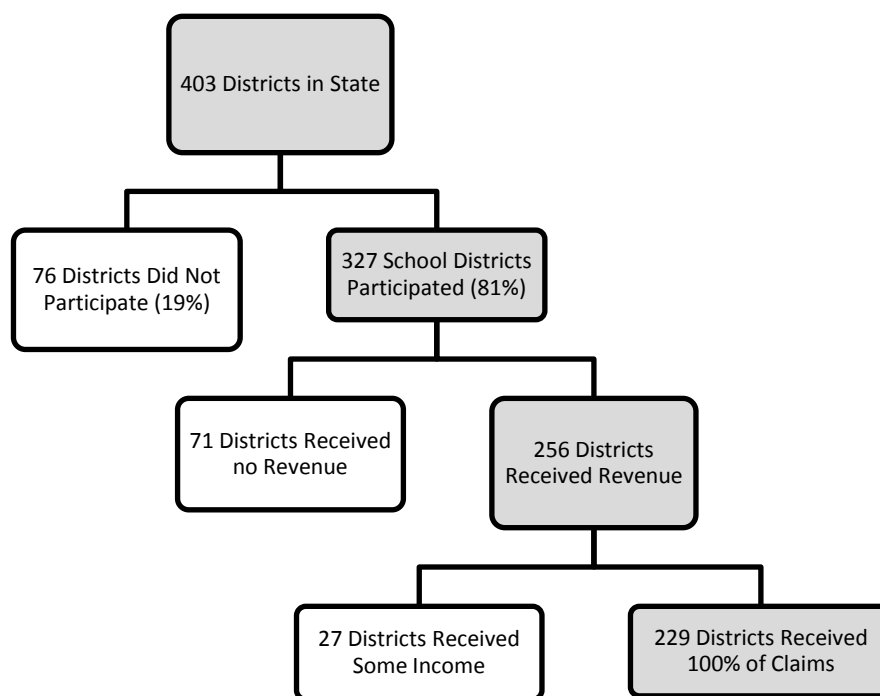 403 Districts in State
76 Districts Did Not
Participate (19%)
327 School Districts
Participated (81%)
71 Districts Received
no Revenue
256 Districts
Received Revenue
27 Districts Received
Some Income
229 Districts Received
100% of Claims